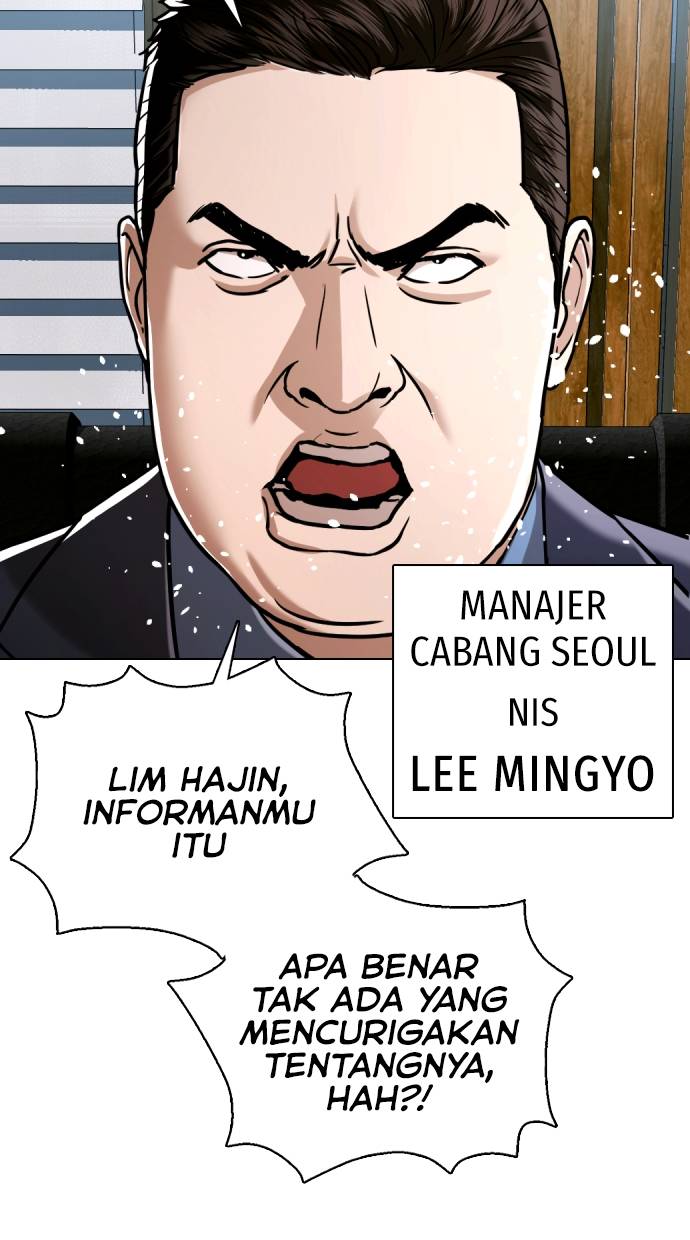 MANAJER
CABANG SEOUL
NIS
LEE MINGYO
LIM HAJIN,
INFORMANMU
ITU
APA BENAR
TAK ADA YANG
MENCURIGAKAN
TENTANGNYA,
HAH?!